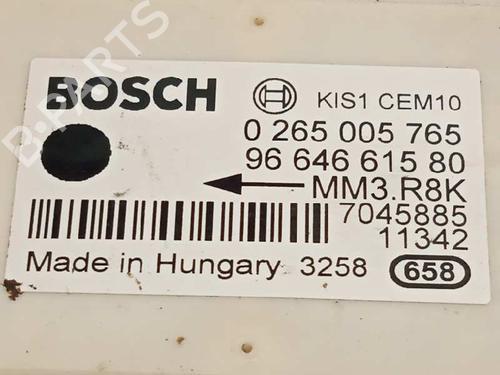 BOSCH
KIS1 CEM10
0 265 005 765
96 646 615 80
MM3.R8K
7045885
11342
Made in Hungary 3258 658
B-PARTS